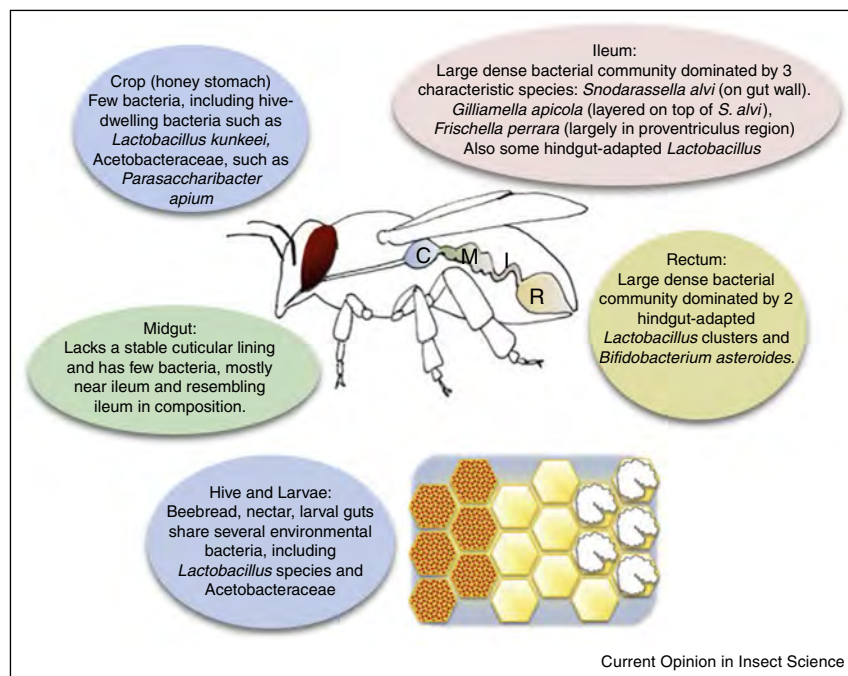 Crop (honey stomach)
Few bacteria, including hive-
dwelling bacteria such as
Lactobacillus kunkeei,
Acetobacteraceae, such as
Parasaccharibacter
apium
Ileum:
Large dense bacterial community dominated by 3
characteristic species: Snodarassella alvi (on gut wall).
Gilliamella apicola (layered on top of S. alvi),
Frischella perrara (largely in proventriculus region)
Also some hindgut-adapted Lactobacillus
C M I
R
Rectum:
Large dense bacterial
community dominated by 2
hindgut-adapted
Lactobacillus clusters and
Bifidobacterium asteroides.
Midgut:
Lacks a stable cuticular lining
and has few bacteria, mostly
near ileum and resembling
ileum in composition.
Hive and Larvae:
Beebread, nectar, larval guts
share several environmental
bacteria, including
Lactobacillus species and
Acetobacteraceae
Current Opinion in Insect Science